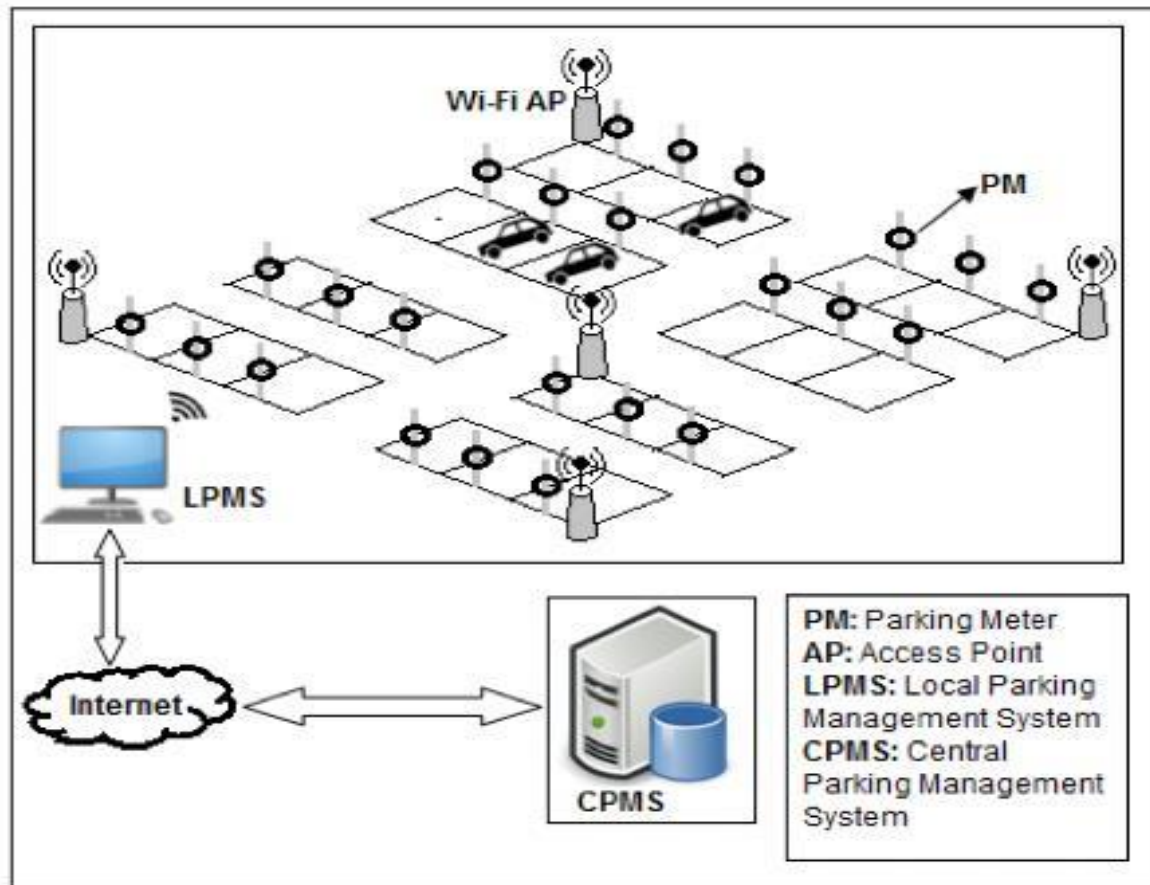 Wi-Fi AP
PM
LPMS
Internet
CPMS
PM: Parking Meter
AP: Access Point
LPMS: Local Parking
Management System
CPMS: Central
Parking Management
System